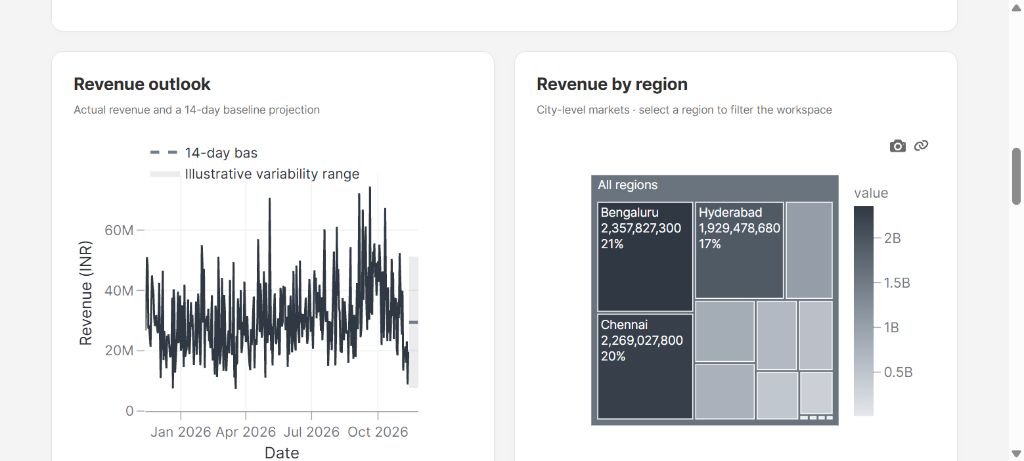 Revenue outlook
Actual revenue and a 14-day baseline projection
14-day bas
Illustrative variability range
60M
40M
20M
0
Revenue (INR)
Jan 2026 Apr 2026 Jul 2026 Oct 2026
Date
Revenue by region
City-level markets · select a region to filter the workspace
All regions
Bengaluru
2,357,827,300
21%
Hyderabad
1,929,478,680
17%
Chennai
2,269,027,800
20%
value
2B
1.5B
1B
0.5B